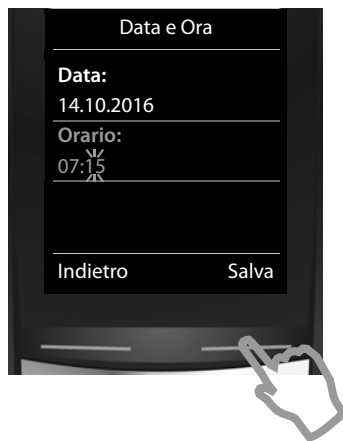 Data e Ora
Data:
14.10.2016
Orario:
07:15
Indietro Salva